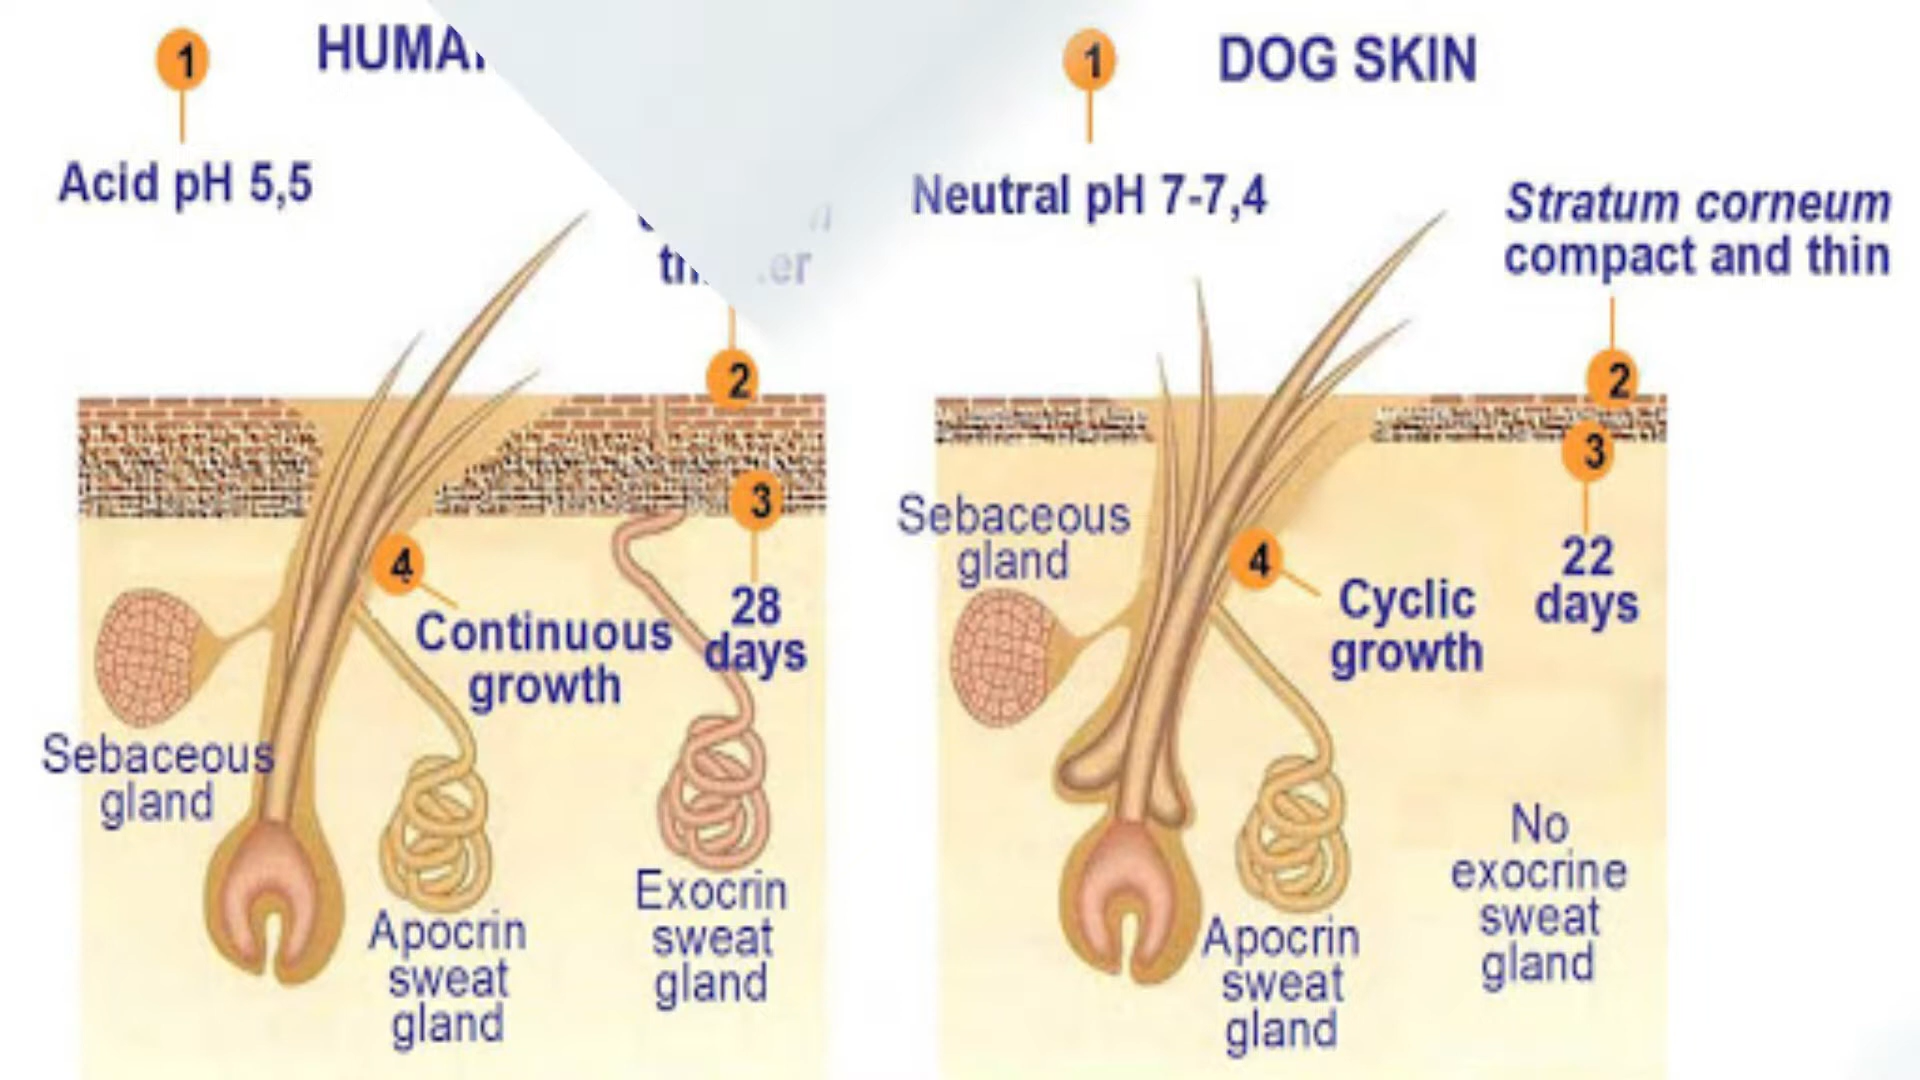 1
HUMAN
Acid pH 5,5
2
3
4
Continuous
growth
28
days
Sebaceous
gland
Apocrin
sweat
gland
Exocrin
sweat
gland
1
DOG SKIN
Neutral pH 7-7,4
Stratum corneum
compact and thin
2
3
Sebaceous
gland
4
Cyclic
growth
22
days
Apocrin
sweat
gland
No
exocrine
sweat
gland